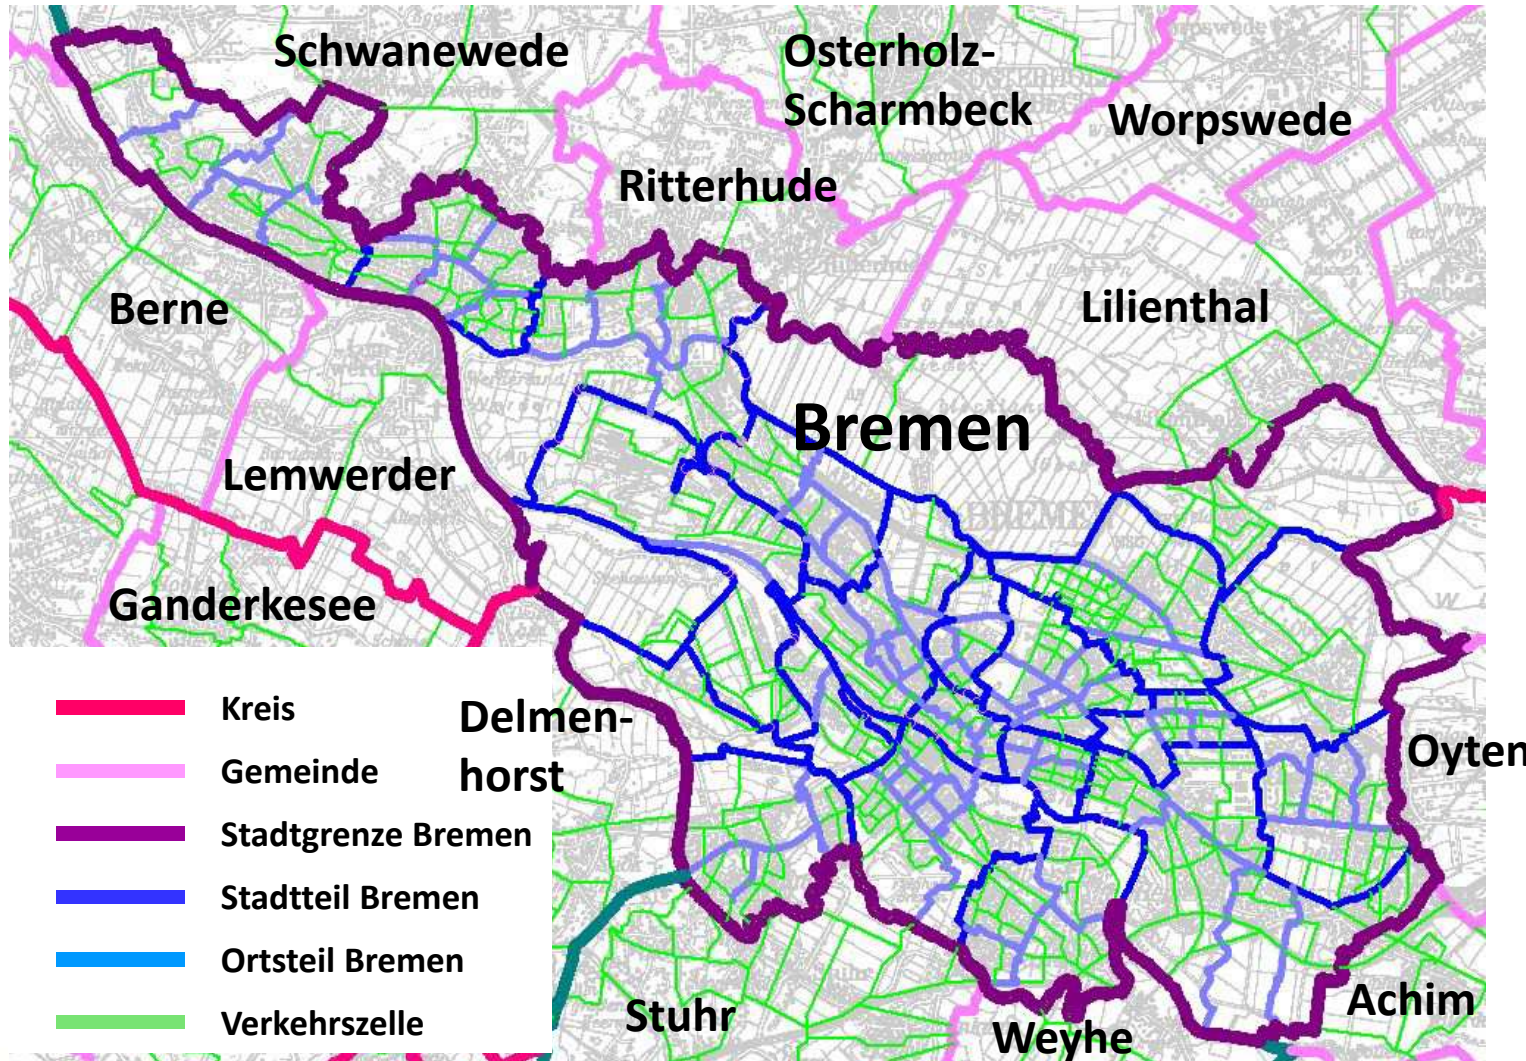 Schwanewede
Osterholz-
Scharmbeck
Worpswede
Ritterhude
Berne
Lilienthal
Bremen
Lemwerder
BREMEN
Ganderkesee
Kreis
Gemeinde
Stadtgrenze Bremen
Stadtteil Bremen
Ortsteil Bremen
Verkehrszelle
Delmen-
horst
Oyten
Stuhr
Weyhe
Achim